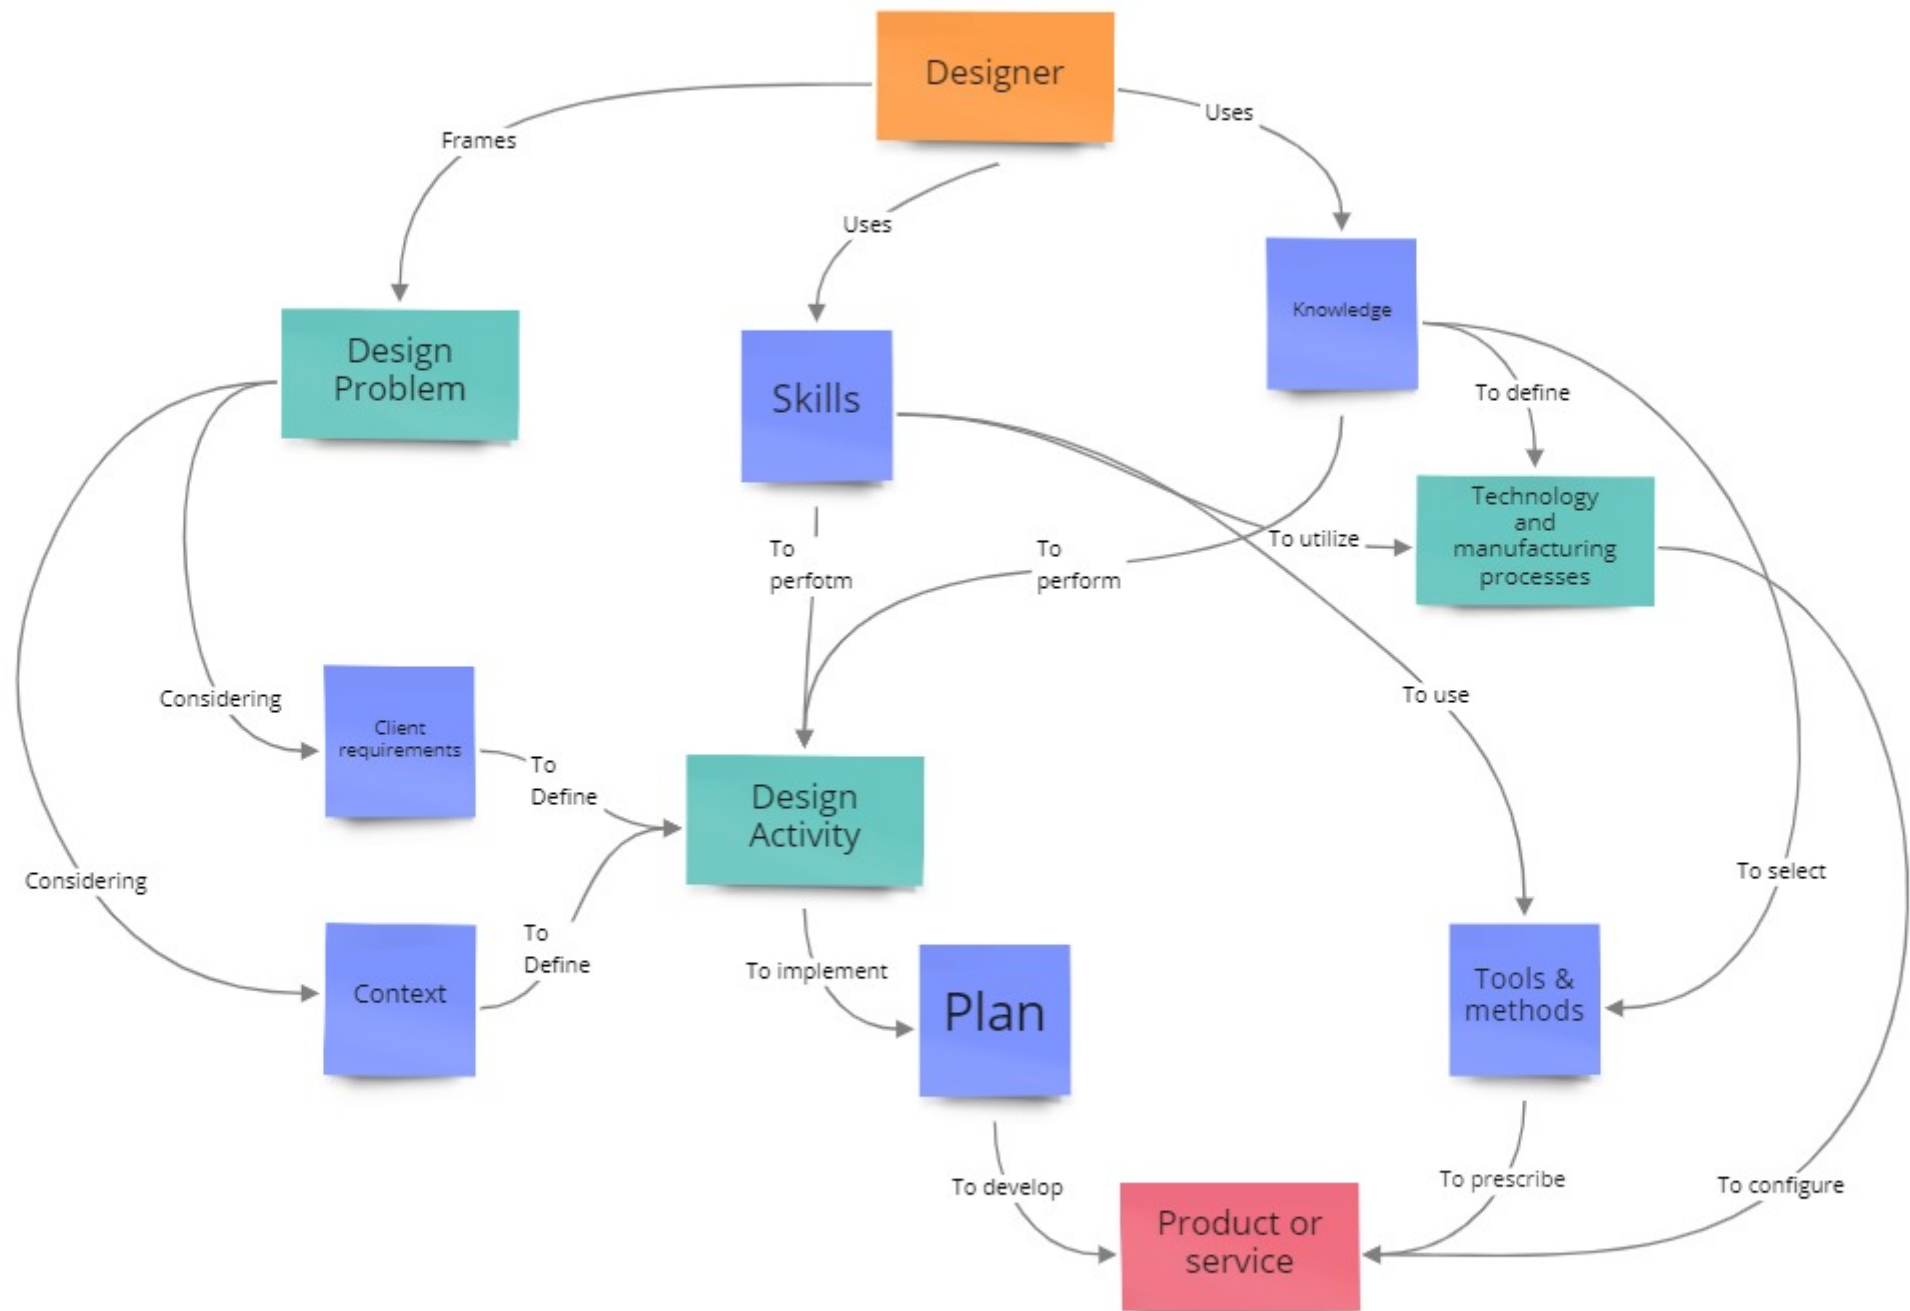 Designer
Uses
Frames
Uses
Knowledge
Design
Problem
Skills
To define
Technology
and
manufacturing
processes
To utilize
To
perfotm
To
perform
Considering
Client
requirements
To use
To
Define
Design
Activity
Considering
To select
To
Define
Context
To implement
Plan
Tools &
methods
To develop
To prescribe
To configure
Product or
service